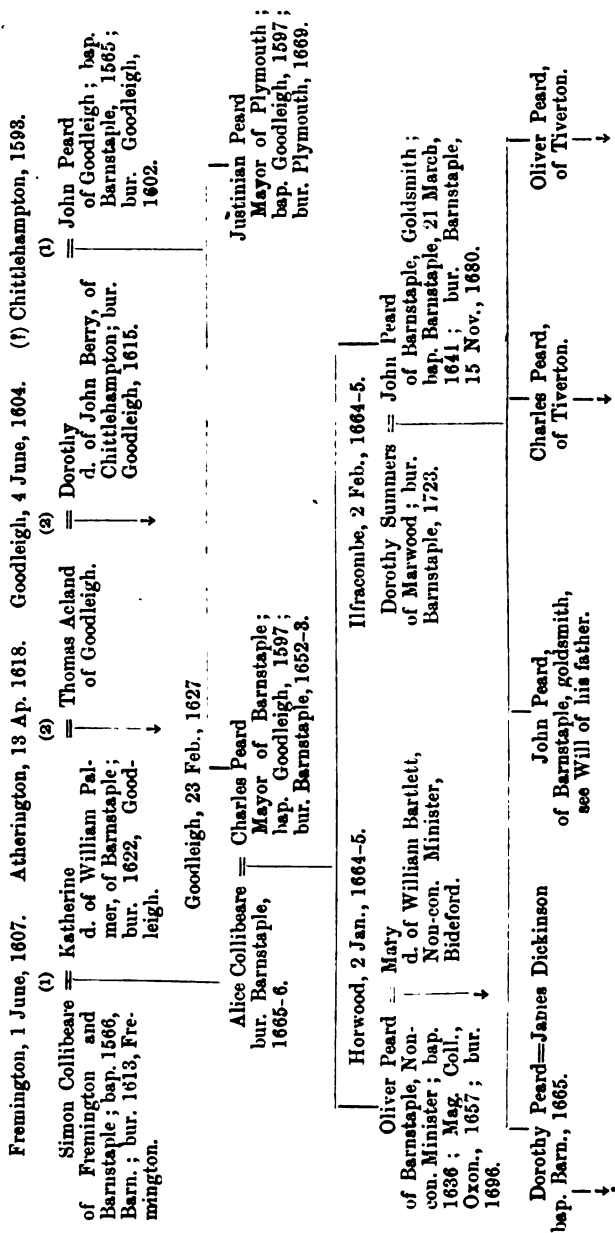 Fremington, 1 June, 1607. Atherington, 13 Ap. 1618. Goodleigh, 4 June, 1604. (?) Chittlehampton, 1593.
(1) (2) (2) (1)
Simon Collibeare = Katherine
of Fremington and
Barnstaple; bap. 1566,
Barn.; bur. 1613, Fre-
mington.
d. of William Pal-
mer, of Barnstaple;
bur. 1622, Good-
leigh.
= Thomas Acland
of Goodleigh.
= Dorothy
d. of John Berry, of
Chittlehampton; bur.
Goodleigh, 1615.
= John Peard
of Goodleigh; bap.
Barnstaple, 1565;
bur. Goodleigh,
1602.
Goodleigh, 23 Feb., 1627
Alice Collibeare = Charles Peard
bur. Barnstaple,
1665-6.
Mayor of Barnstaple;
bap. Goodleigh, 1597;
bur. Barnstaple, 1652-3.
Justinian Peard
Mayor of Plymouth;
bap. Goodleigh, 1597;
bur. Plymouth, 1669.
Horwood, 2 Jan., 1664-5.
Oliver Peard = Mary
of Barnstaple, Non-
con. Minister; bap.
1636; Mag. Coll.,
Oxon., 1657; bur.
1696.
d. of William Bartlett,
Non-con. Minister,
Bideford.
Ilfracombe, 2 Feb., 1664-5.
Dorothy Summers = John Peard
of Marwood; bur.
Barnstaple, 1723.
of Barnstaple, Goldsmith;
bap. Barnstaple, 21 March,
1641; bur. Barnstaple,
15 Nov., 1680.
Dorothy Peard=James Dickinson
bap. Barn., 1665.
John Peard,
of Barnstaple, goldsmith,
see Will of his father.
Charles Peard,
of Tiverton.
Oliver Peard,
of Tiverton.